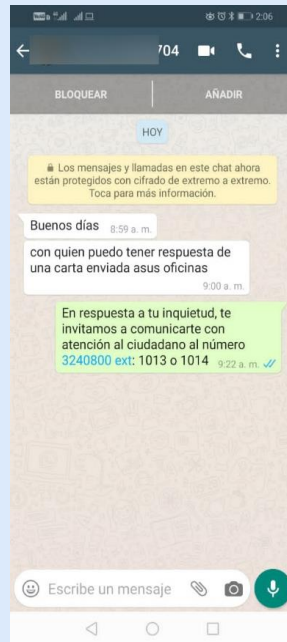 2:06
704
BLOQUEAR
AÑADIR
HOY
Los mensajes y llamadas en este chat ahora
están protegidos con cifrado de extremo a extremo.
Toca para más información.
Buenos días 8:59 a. m.
con quien puedo tener respuesta de
una carta enviada asus oficinas
9:00 a. m.
En respuesta a tu inquietud, te
invitamos a comunicarte con
atención al ciudadano al número
3240800 ext: 1013 o 1014 9:22 a. m.
Escribe un mensaje